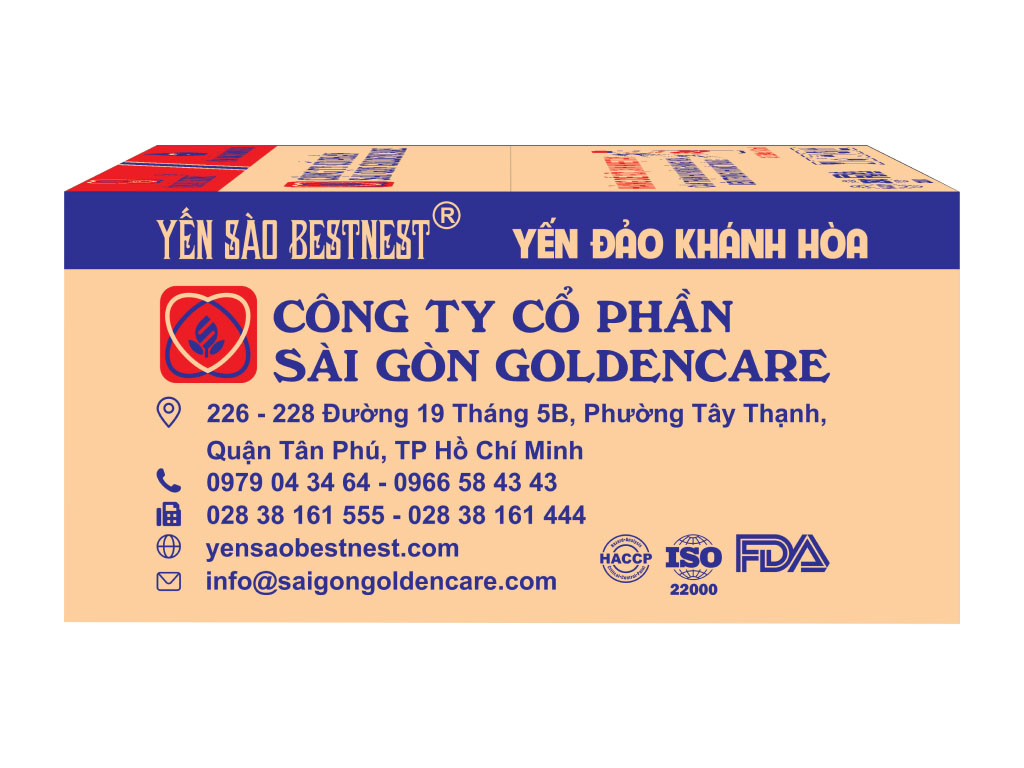 YẾN SÀO BESTNEST®
YẾN ĐẢO KHÁNH HÒA
CÔNG TY CỔ PHẦN
SÀI GÒN GOLDENCARE
226 - 228 Đường 19 Tháng 5B, Phường Tây Thạnh,
Quận Tân Phú, TP Hồ Chí Minh
0979 04 34 64 - 0966 58 43 43
028 38 161 555 - 028 38 161 444
yensaobestnest.com
info@saigongoldencare.com
HACCP
ISO
22000
FDA